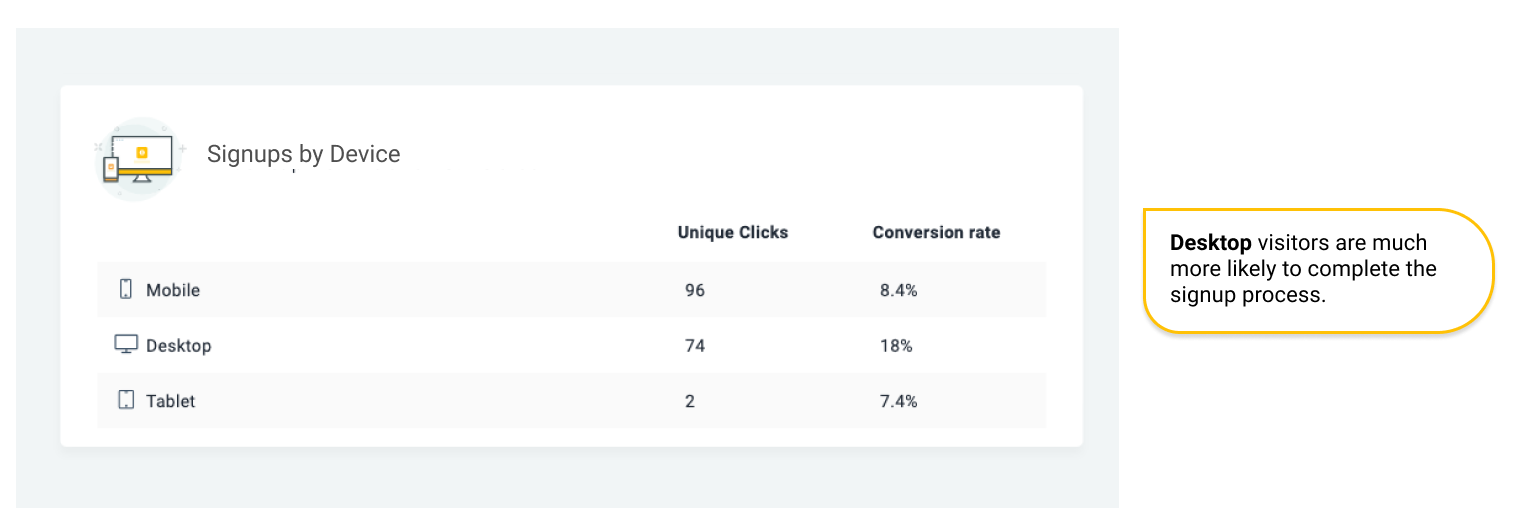 Signups by Device
Unique Clicks Conversion rate
Mobile 96 8.4%
Desktop 74 18%
Tablet 2 7.4%
Desktop visitors are much
more likely to complete the
signup process.